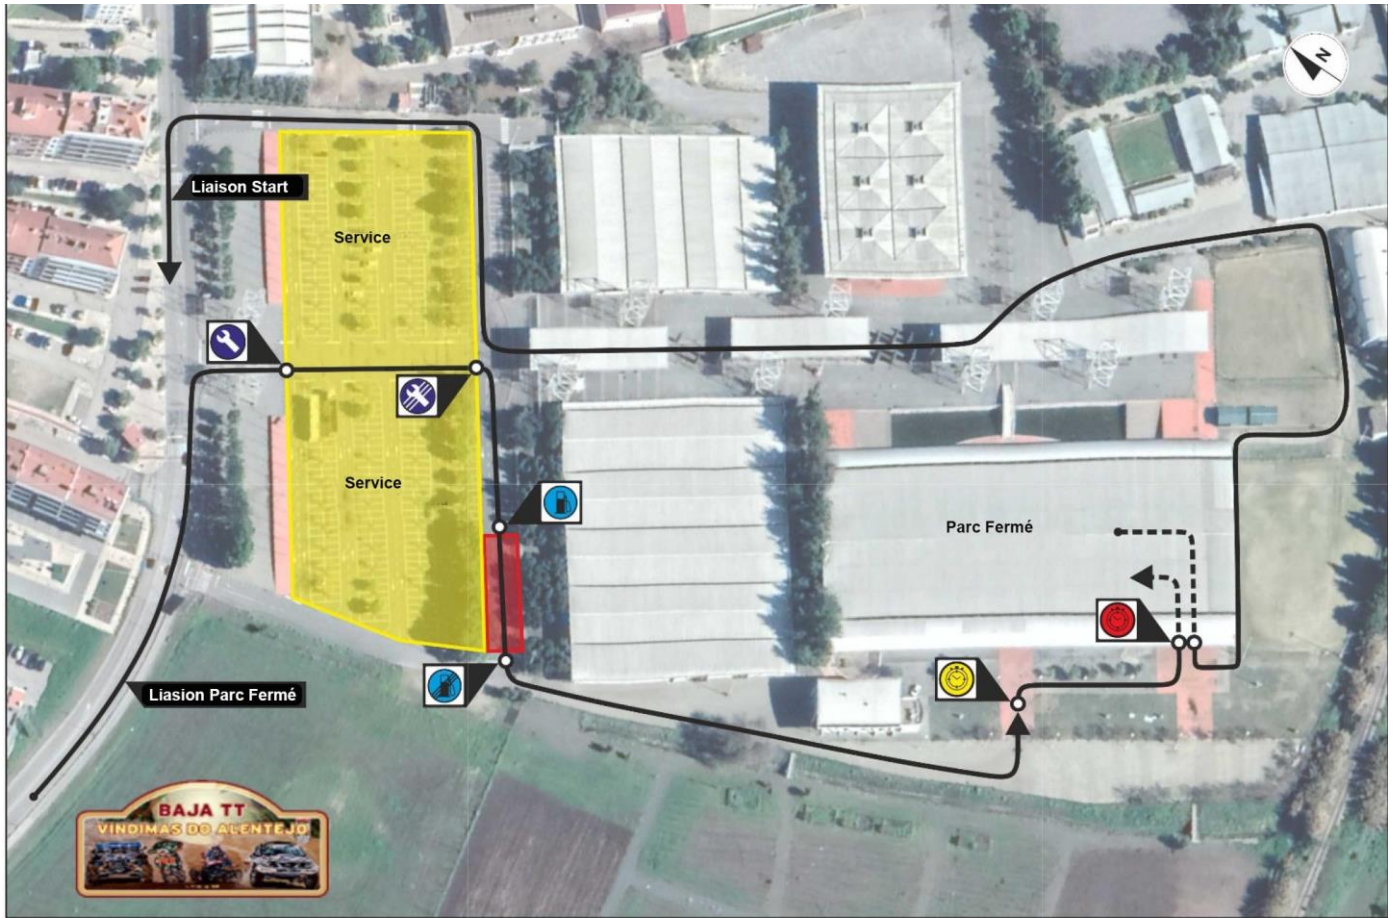 N
Liaison Start
Service
Service
Parc Fermé
Liasion Parc Fermé
BAJA TT
VINDIMAS DO ALENTEJO